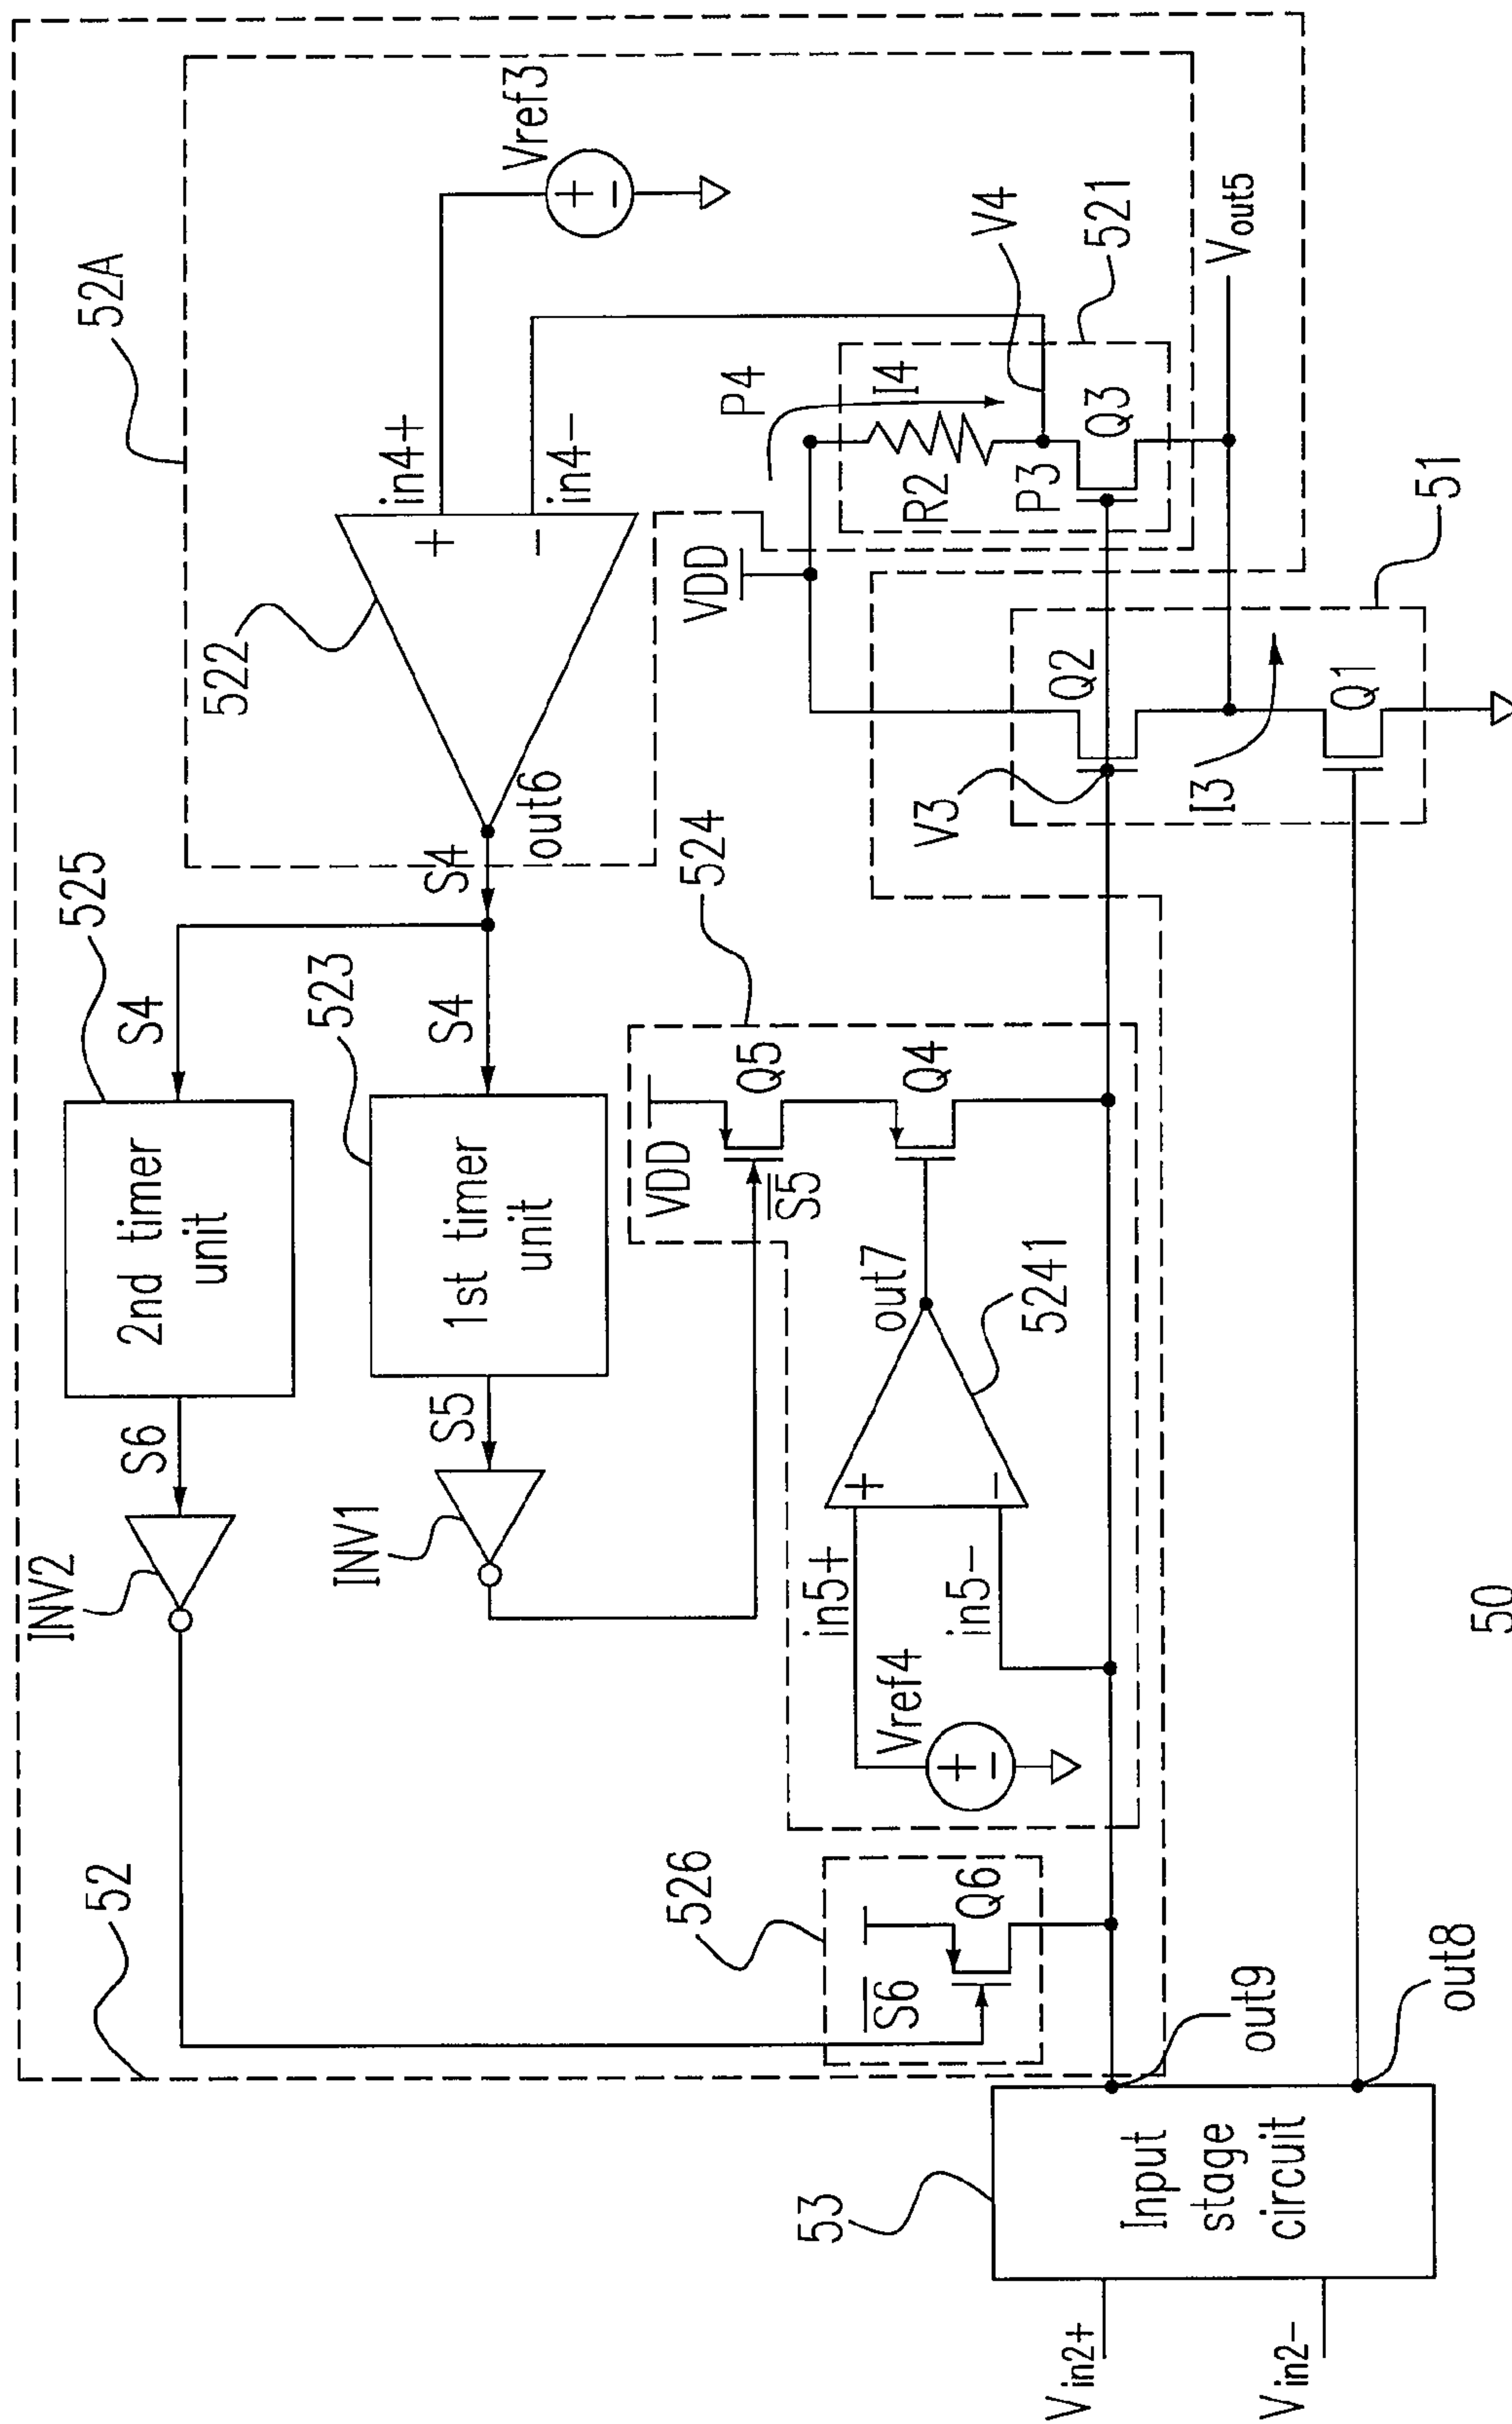 52
52A
INV2
S6
2nd timer
unit
525
S4
INV1
S5
1st timer
unit
523
S4
S4
out6
522
in4+
in4-
+
-
Vref3
+
-
526
S̅6̅
Q6
Vref4
+
-
in5+
in5-
+
-
5241
out7
VDD
S̅5̅
Q5
Q4
524
VDD
P4
R2
I4
P3
Q3
V4
521
V3
Q2
I3
Q1
51
Vout5
53
Input
stage
circuit
Vin2+
Vin2-
out9
out8
50